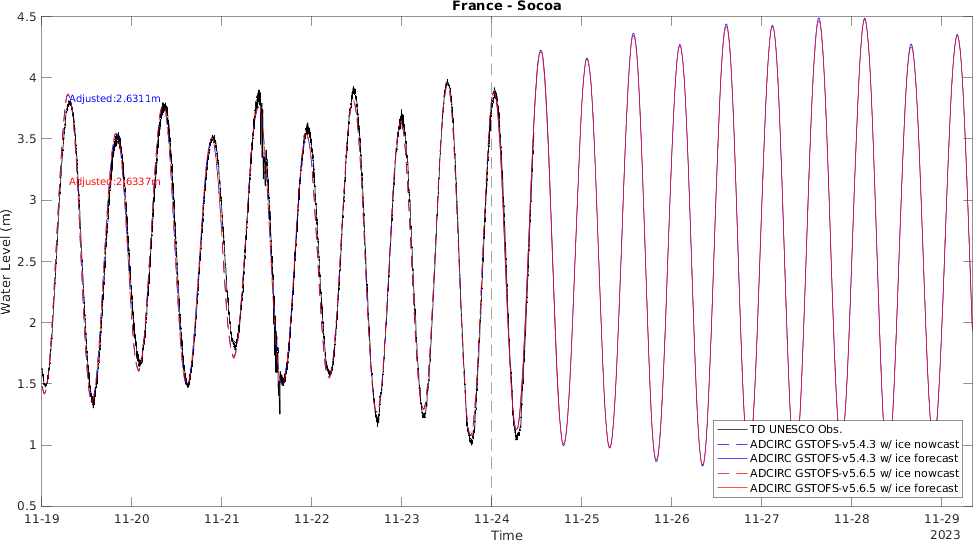 France - Socoa
4.5
4
3.5
3
2.5
2
1.5
1
0.5
Water Level (m)
Adjusted:2.6311m
Adjusted:2.6337m
TD UNESCO Obs.
ADCIRC GSTOFS-v5.4.3 w/ ice nowcast
ADCIRC GSTOFS-v5.4.3 w/ ice forecast
ADCIRC GSTOFS-v5.6.5 w/ ice nowcast
ADCIRC GSTOFS-v5.6.5 w/ ice forecast
11-19 11-20 11-21 11-22 11-23 11-24 11-25 11-26 11-27 11-28 11-29
Time
2023